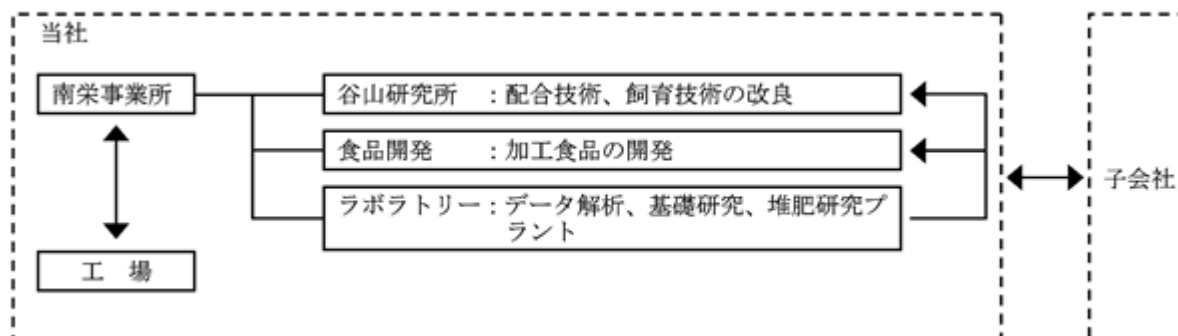 当社
南栄事業所
谷山研究所　：配合技術、飼育技術の改良
食品開発　　：加工食品の開発
ラボラトリー：データ解析、基礎研究、堆肥研究プ
ラント
子会社
工　場